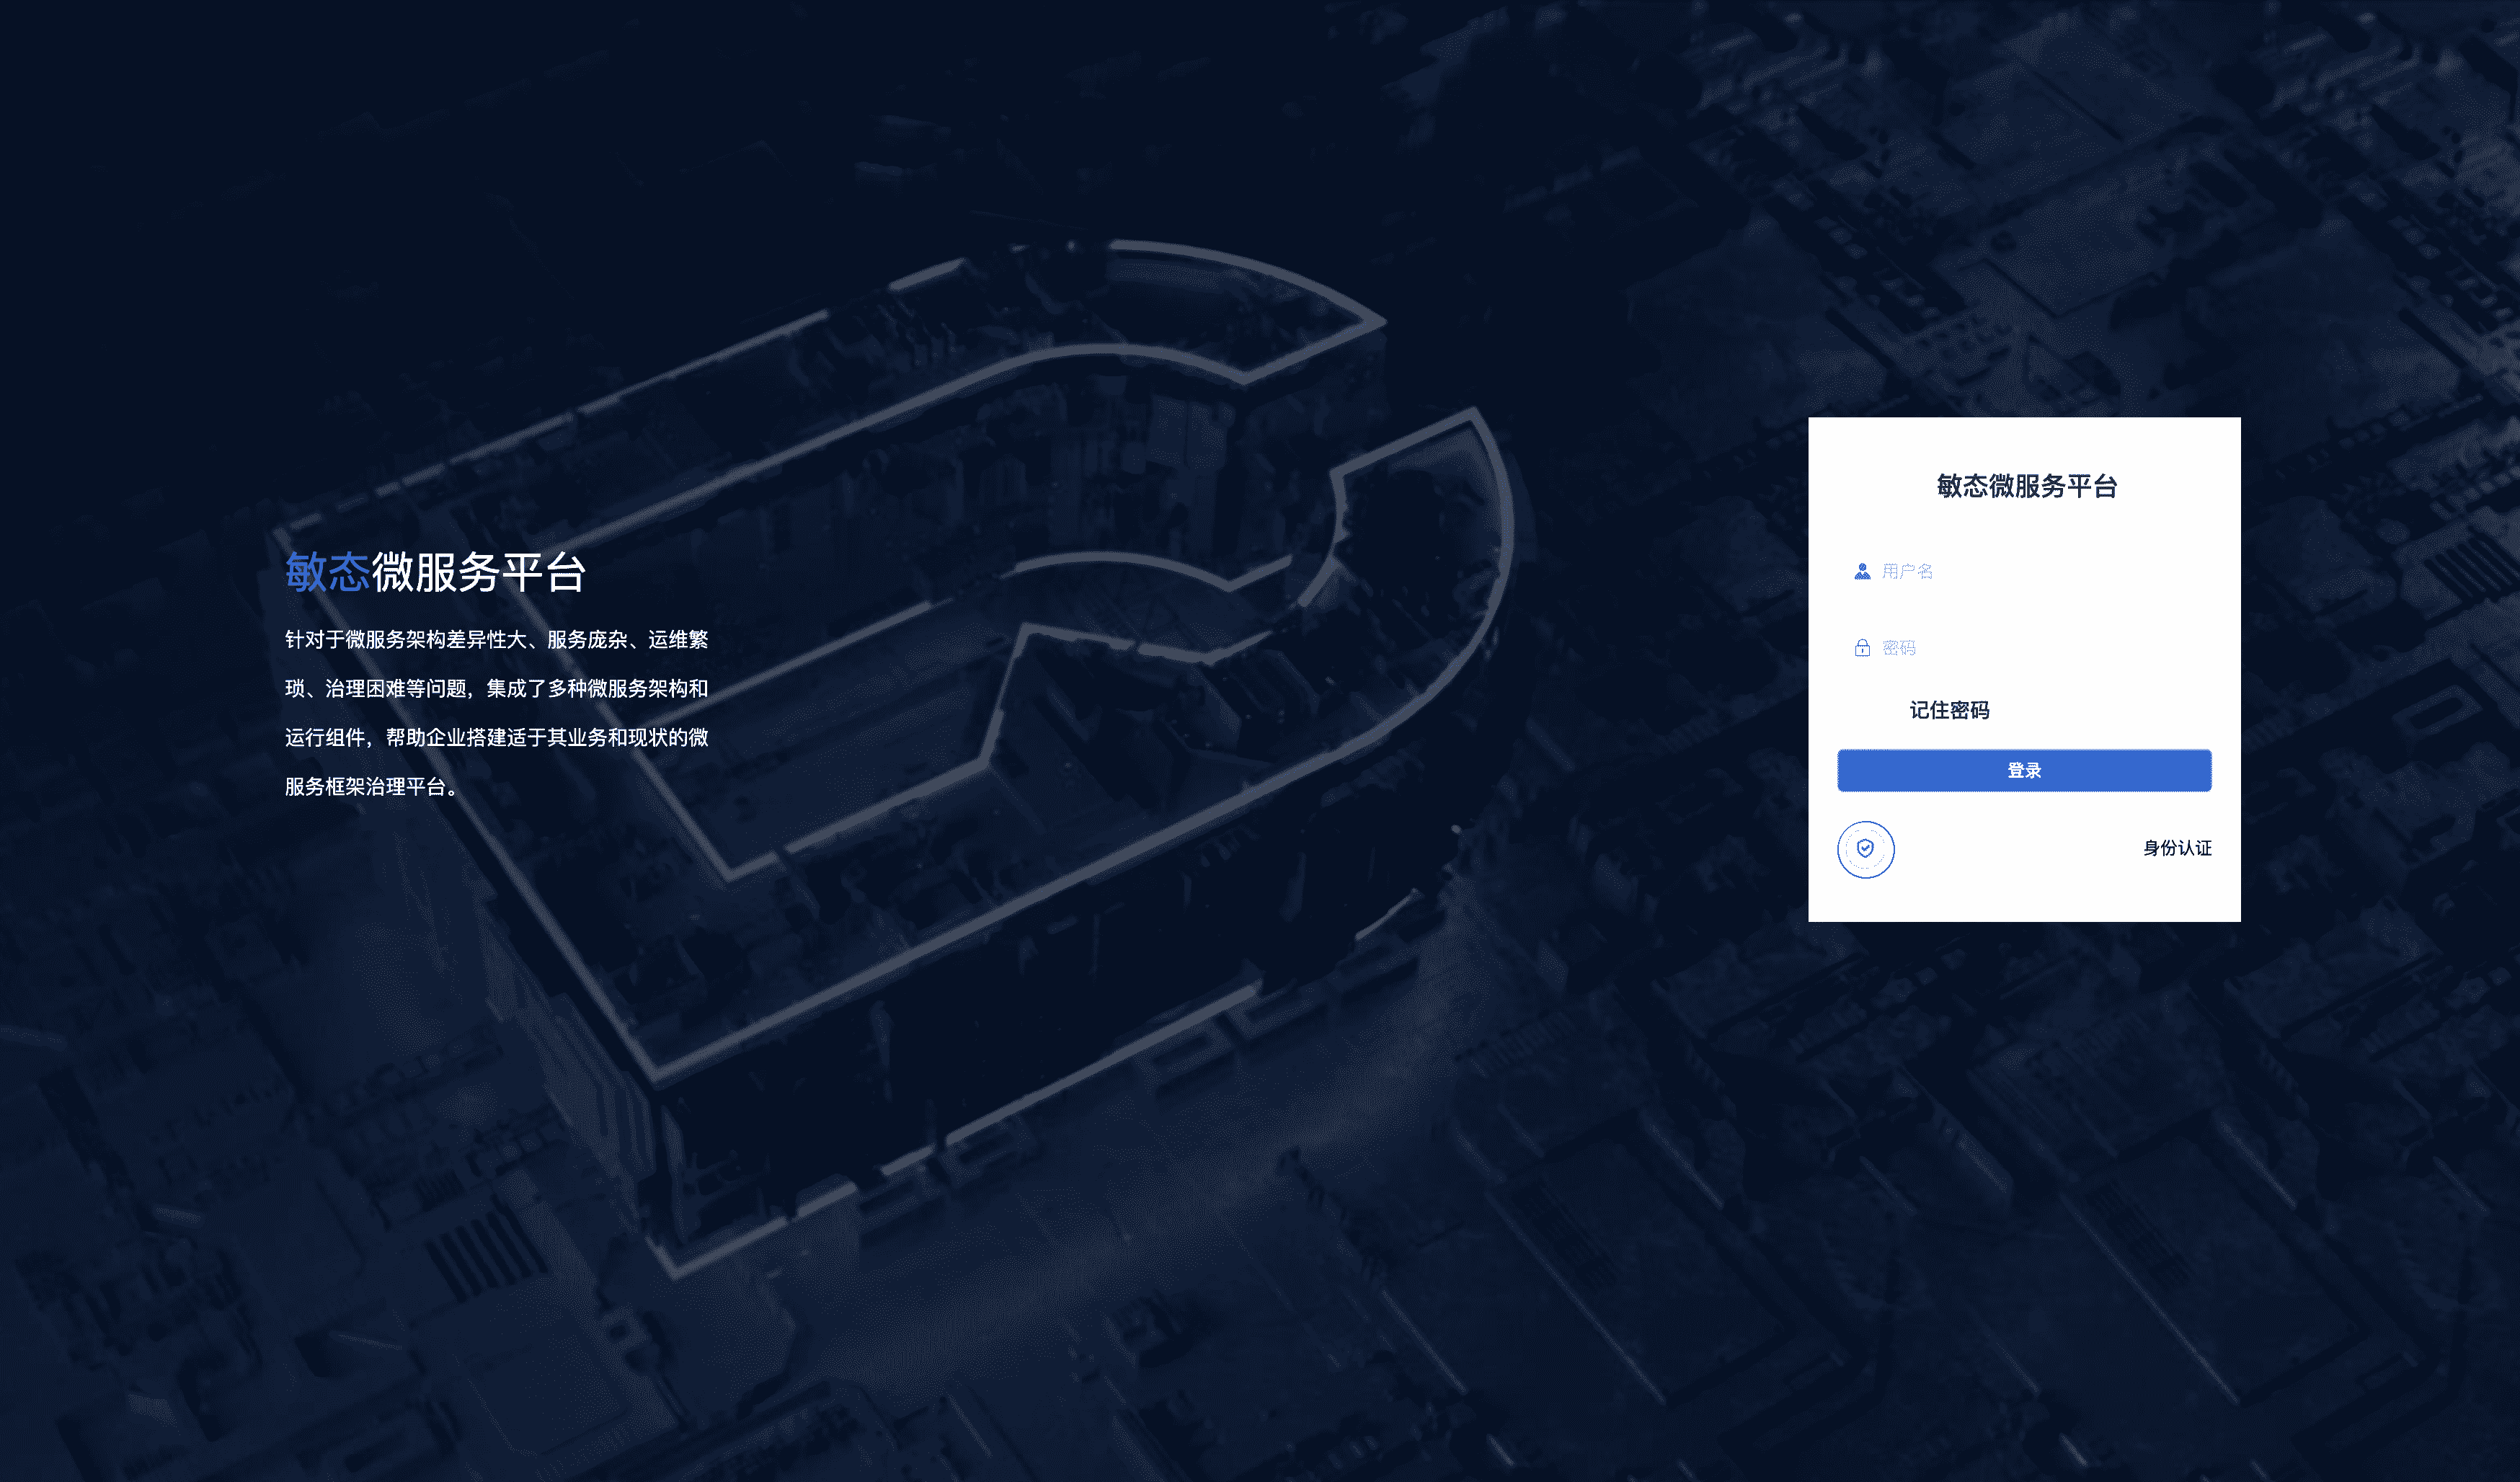 敏态微服务平台
针对于微服务架构差异性大、服务庞杂、运维繁
琐、治理困难等问题，集成了多种微服务架构和
运行组件，帮助企业搭建适于其业务和现状的微
服务框架治理平台。
敏态微服务平台
用户名
密码
记住密码
登录
身份认证